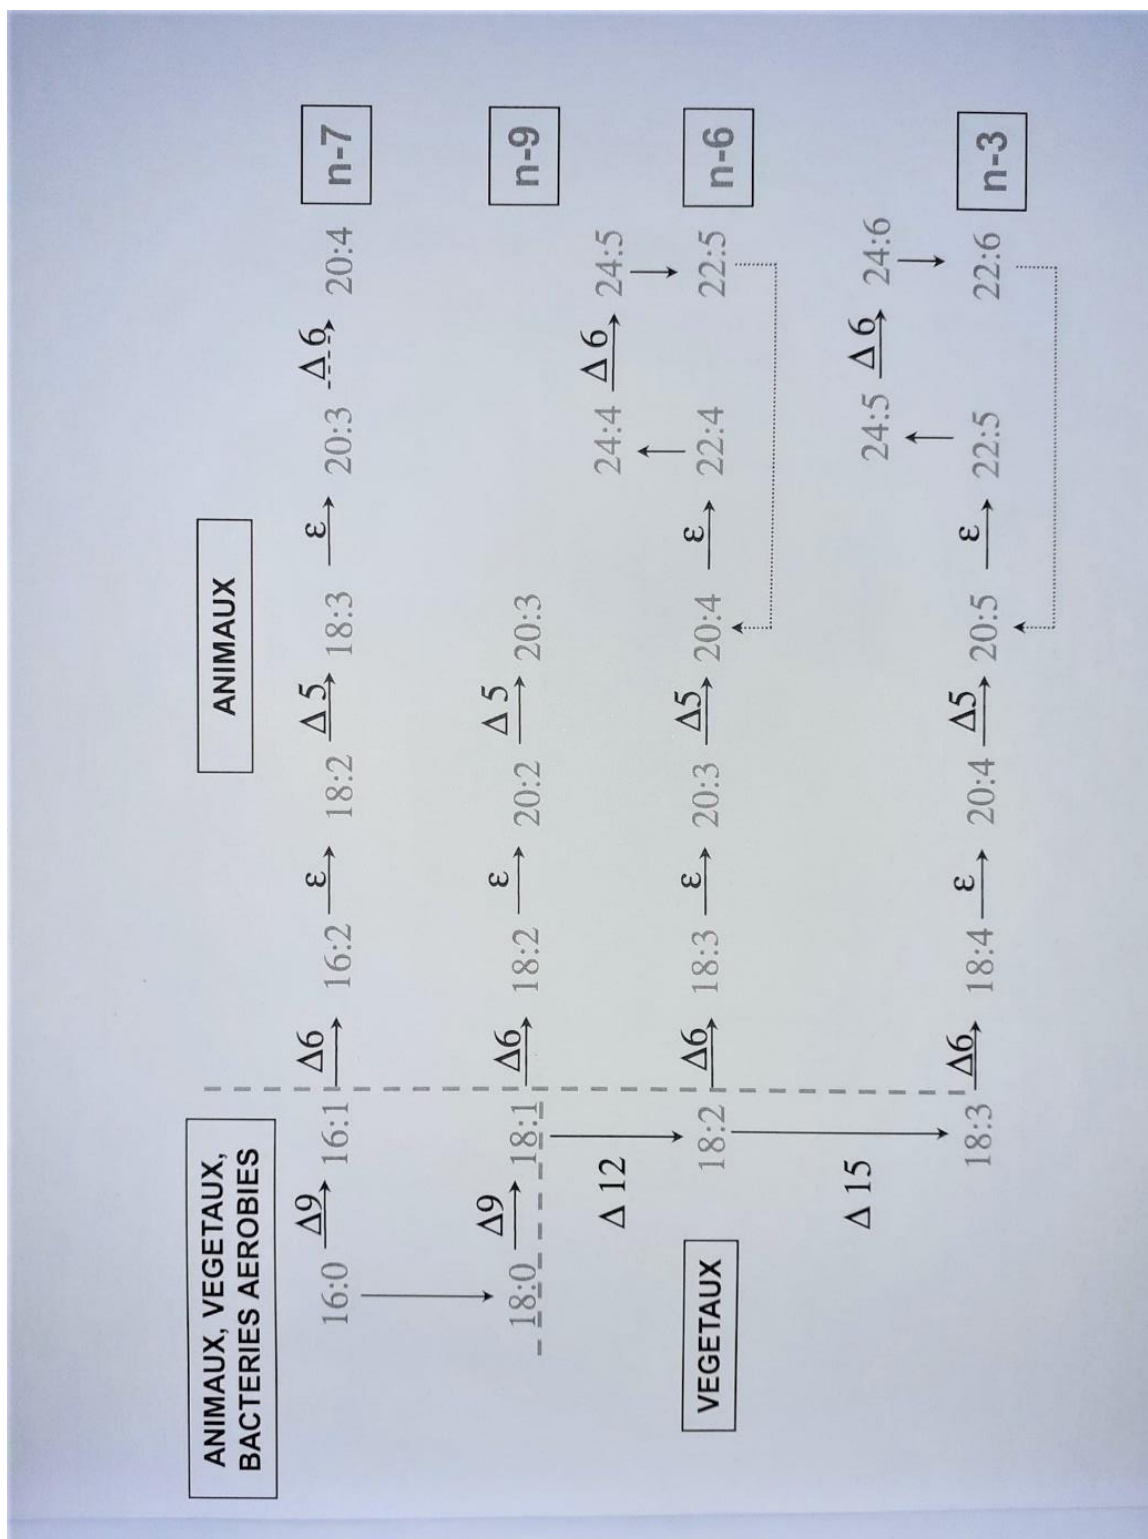 ANIMAUX, VEGETAUX,
BACTERIES AEROBIES
ANIMAUX
16:0 Δ9 16:1 Δ6 16:2 ε 18:2 Δ5 18:3 ε 20:3 Δ6 20:4 n-7
18:0 Δ9 18:1 Δ6 18:2 ε 20:2 Δ5 20:3 n-9
Δ 12
24:4 Δ6 24:5
VEGETAUX
18:2 Δ6 18:3 ε 20:3 Δ5 20:4 ε 22:4 22:5 n-6
Δ 15
24:5 Δ6 24:6
18:3 Δ6 18:4 ε 20:4 Δ5 20:5 ε 22:5 22:6 n-3